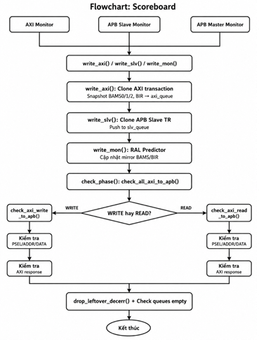 Flowchart: Scoreboard
AXI Monitor
APB Slave Monitor
APB Master Monitor
write_axi() / write_slv() / write_mon()
write_axi(): Clone AXI transaction
Snapshot BAMS0/1/2, BIR → axi_queue
write_slv(): Clone APB Slave TR
Push to slv_queue
write_mon(): RAL Predictor
Cập nhật mirror BAMS/BIR
check_phase(): check_all_axi_to_apb()
check_axi_write
_to_apb()
WRITE
WRITE hay READ?
READ
check_axi_read
_to_apb()
Kiểm tra
PSEL/ADDR/DATA
Kiểm tra
PSEL/ADDR/DATA
Kiểm tra
AXI response
Kiểm tra
AXI response
drop_leftover_decerr() + Check queues empty
Kết thúc